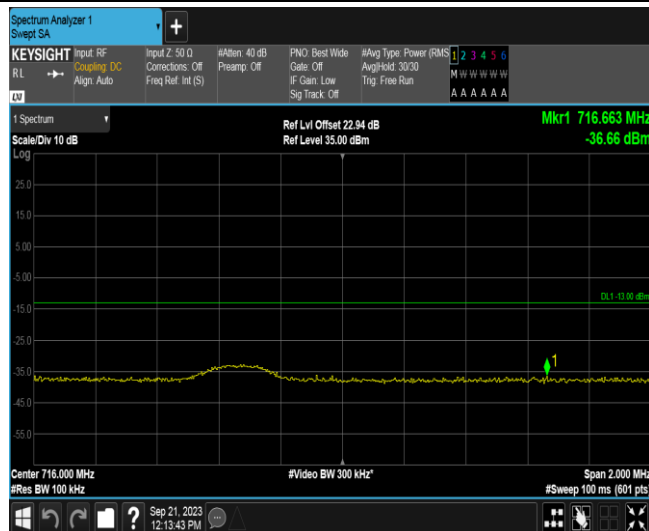 Spectrum Analyzer 1
Swept SA
+
KEYSIGHT
RL
Input: RF
Coupling: DC
Align: Auto
Input Z: 50 Ω
Corrections: Off
Freq Ref: Int (S)
#Atten: 40 dB
Preamp: Off
PNO: Best Wide
Gate: Off
IF Gain: Low
Sig Track: Off
#Avg Type: Power (RMS
Avg|Hold: 30/30
Trig: Free Run
1 2 3 4 5 6
M W W W W W
A A A A A A
1 Spectrum
Scale/Div 10 dB
Log
Ref Lvl Offset 22.94 dB
Ref Level 35.00 dBm
Mkr1 716.663 MHz
-36.66 dBm
25.0
15.0
5.00
-5.00
-15.0
-25.0
-35.0
-45.0
-55.0
DL1 -13.00 dBm
1
Center 716.000 MHz
#Res BW 100 kHz
#Video BW 300 kHz*
Span 2.000 MHz
#Sweep 100 ms (601 pts)
?
Sep 21, 2023
12:13:43 PM